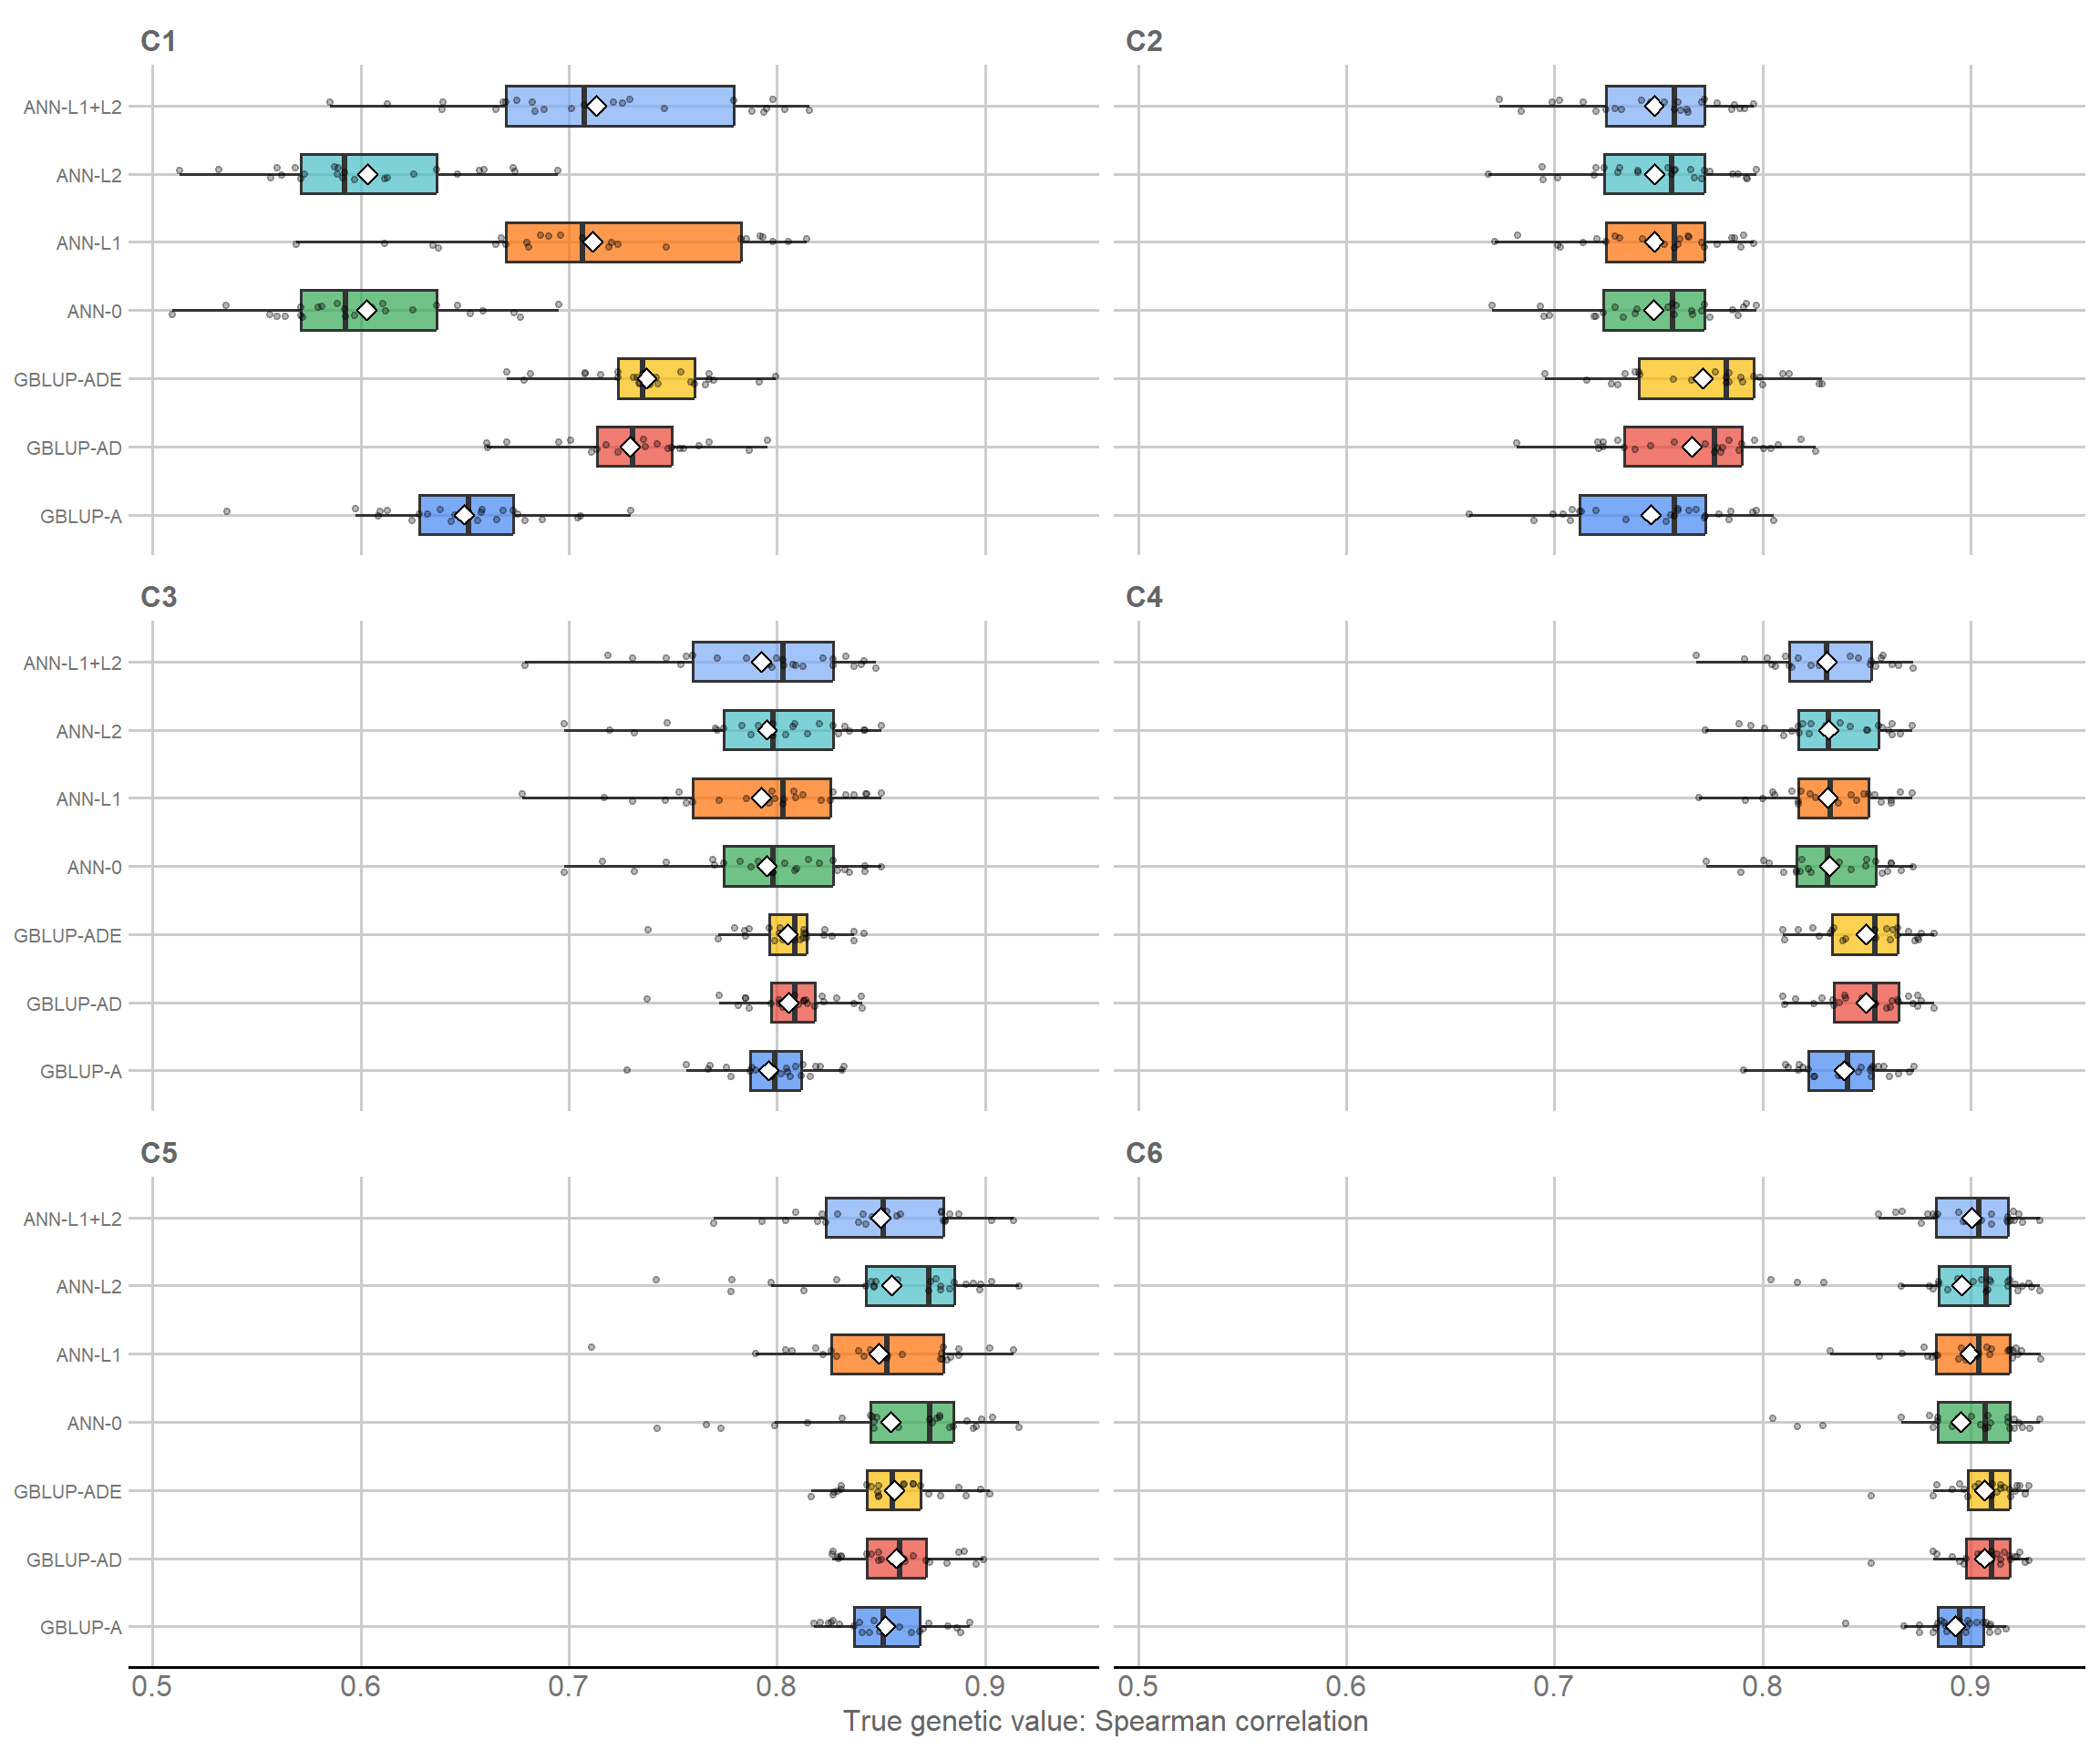 C1
C2
ANN-L1+L2
ANN-L2
ANN-L1
ANN-0
GBLUP-ADE
GBLUP-AD
GBLUP-A
C3
C4
ANN-L1+L2
ANN-L2
ANN-L1
ANN-0
GBLUP-ADE
GBLUP-AD
GBLUP-A
C5
C6
ANN-L1+L2
ANN-L2
ANN-L1
ANN-0
GBLUP-ADE
GBLUP-AD
GBLUP-A
0.5 0.6 0.7 0.8 0.9
0.5 0.6 0.7 0.8 0.9
True genetic value: Spearman correlation